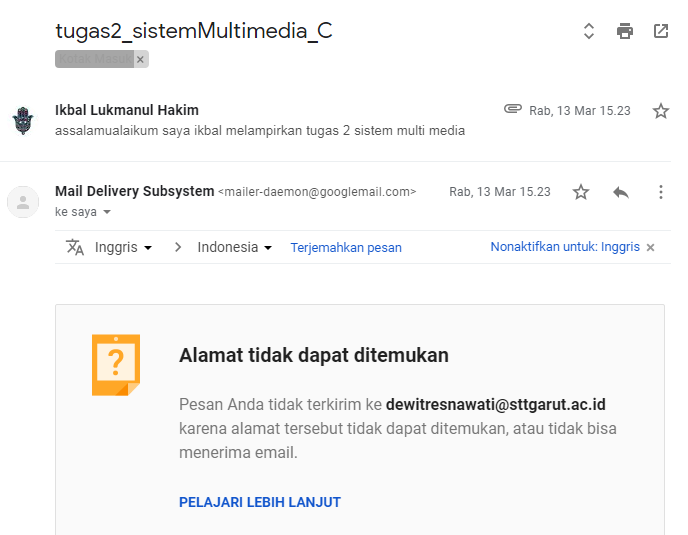 tugas2_sistemMultimedia_C
Kotak Masuk ×
Ikbal Lukmanul Hakim
Rab, 13 Mar 15.23
assalamualaikum saya ikbal melampirkan tugas 2 sistem multi media
Mail Delivery Subsystem <mailer-daemon@googlemail.com>
Rab, 13 Mar 15.23
ke saya
Inggris > Indonesia Terjemahkan pesan Nonaktifkan untuk: Inggris ×
Alamat tidak dapat ditemukan
Pesan Anda tidak terkirim ke dewitresnawati@sttgarut.ac.id
karena alamat tersebut tidak dapat ditemukan, atau tidak bisa
menerima email.
PELAJARI LEBIH LANJUT